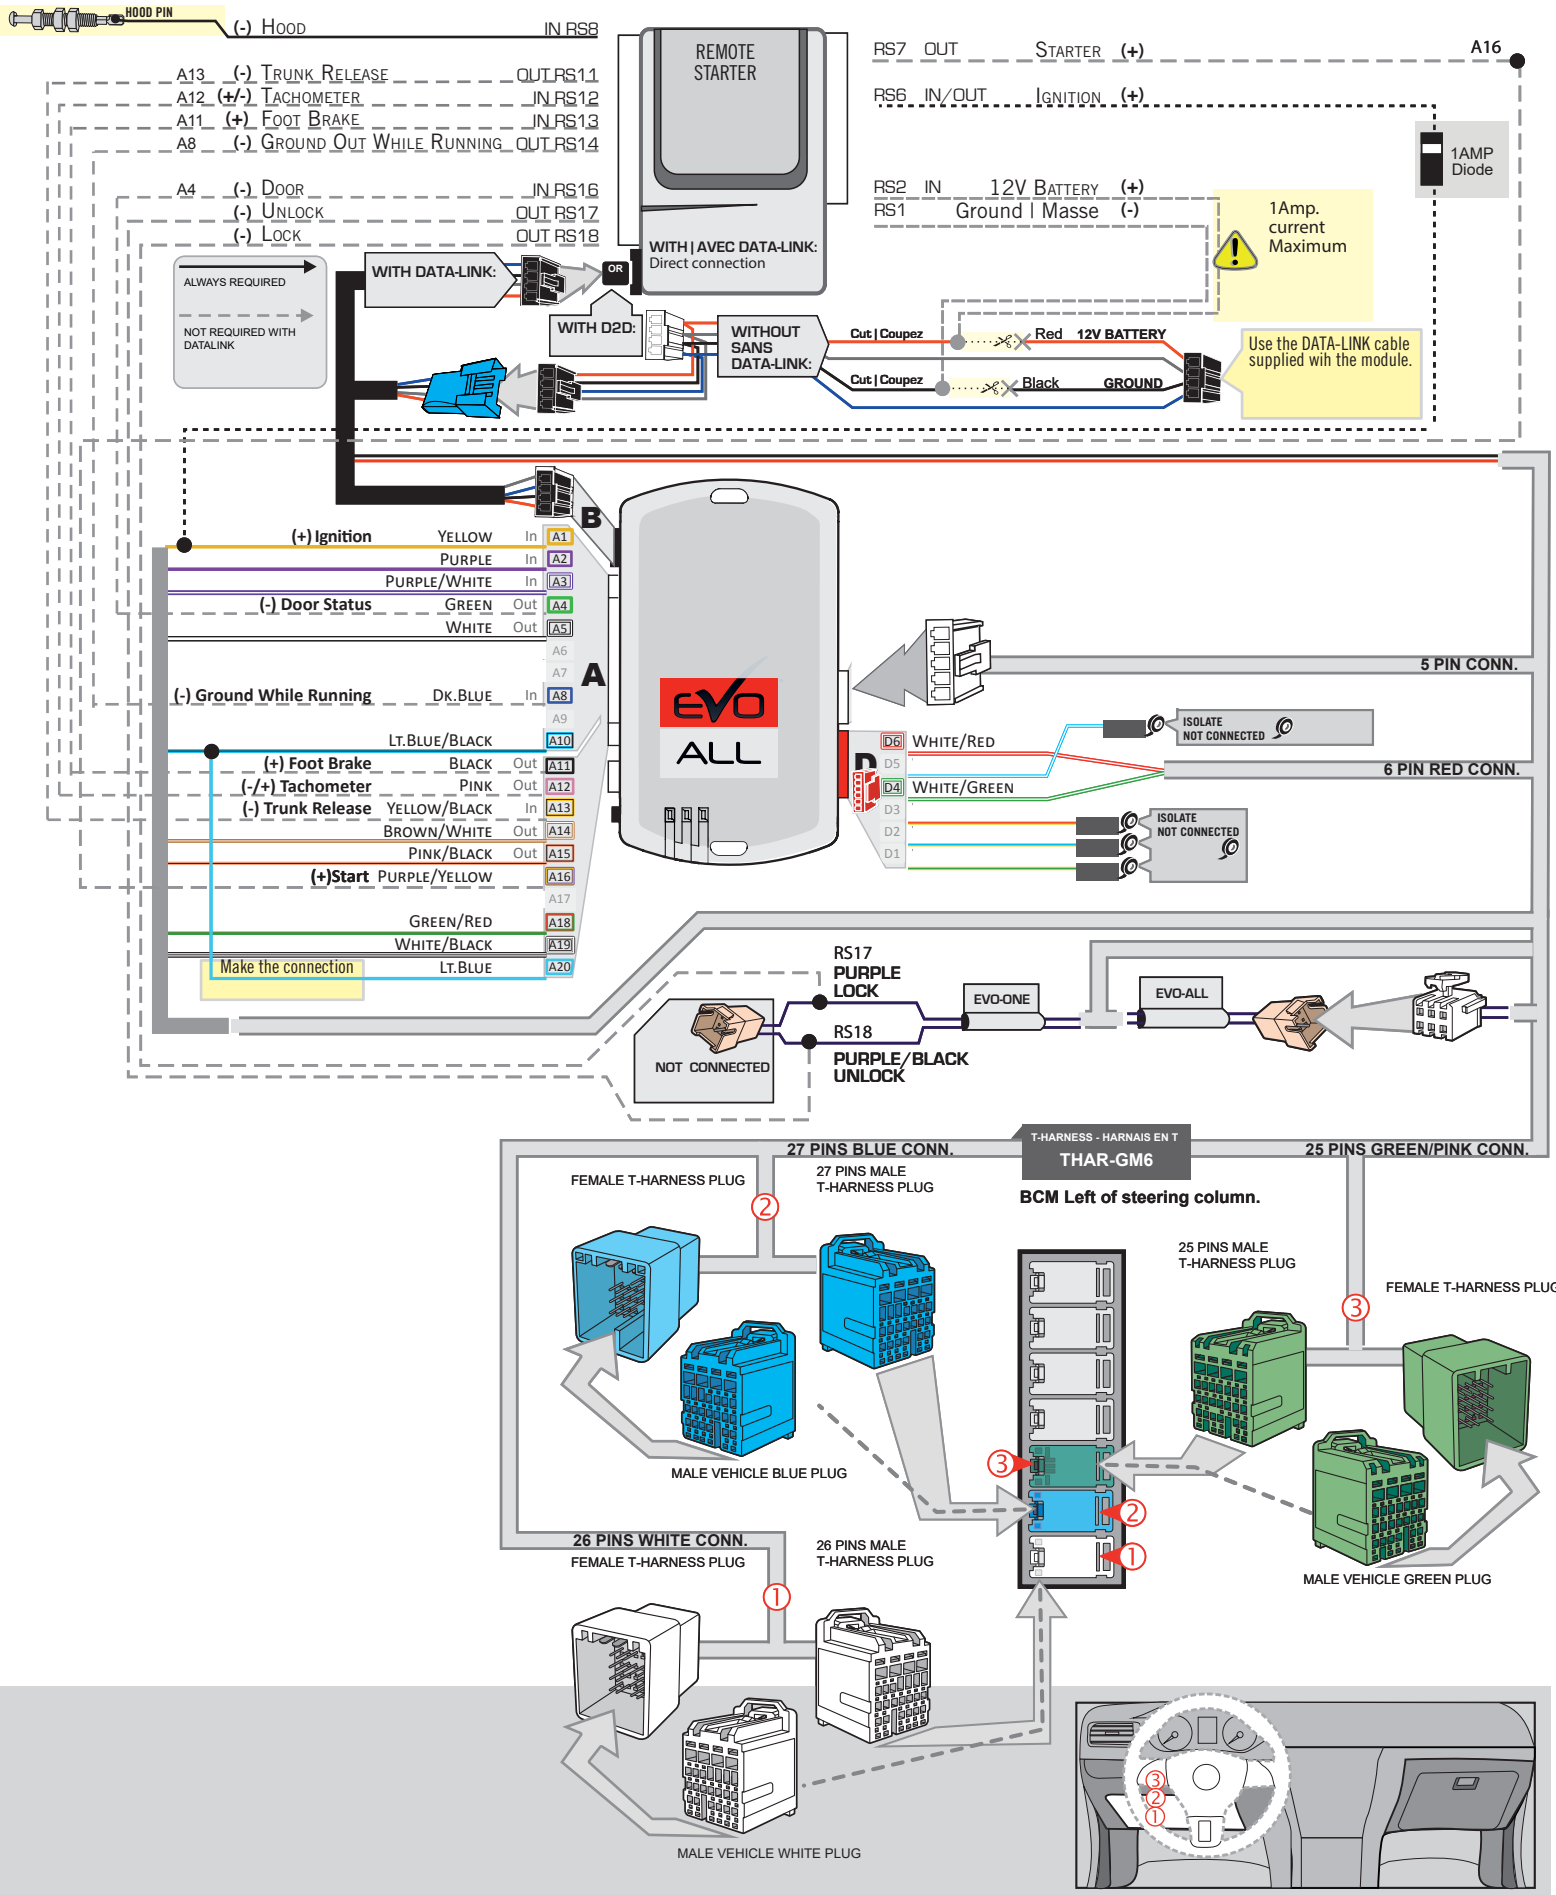 HOOD PIN
(-) HOOD IN RS8
A13 (-) TRUNK RELEASE OUT RS11
A12 (+/-) TACHOMETER IN RS12
A11 (+) FOOT BRAKE IN RS13
A8 (-) GROUND OUT WHILE RUNNING OUT RS14
A4 (-) DOOR IN RS16
(-) UNLOCK OUT RS17
(-) LOCK OUT RS18
REMOTE
STARTER
WITH | AVEC DATA-LINK:
Direct connection
RS7 OUT STARTER (+) A16
RS6 IN/OUT IGNITION (+)
1AMP
Diode
RS2 IN 12V BATTERY (+)
RS1 Ground | Masse (-)
1Amp.
current
Maximum
ALWAYS REQUIRED
NOT REQUIRED WITH
DATALINK
WITH DATA-LINK:
OR
WITH D2D:
WITHOUT
SANS
DATA-LINK:
Cut | Coupez Red 12V BATTERY
Cut | Coupez Black GROUND
Use the DATA-LINK cable
supplied wih the module.
B
A
D
(+) Ignition YELLOW In A1
PURPLE In A2
PURPLE/WHITE In A3
(-) Door Status GREEN Out A4
WHITE Out A5
A6
A7
(-) Ground While Running DK.BLUE In A8
A9
LT.BLUE/BLACK A10
(+) Foot Brake BLACK Out A11
(-/+) Tachometer PINK Out A12
(-) Trunk Release YELLOW/BLACK In A13
BROWN/WHITE Out A14
PINK/BLACK Out A15
(+)Start PURPLE/YELLOW A16
A17
GREEN/RED A18
WHITE/BLACK A19
Make the connection LT.BLUE A20
EVO
ALL
5 PIN CONN.
D6 WHITE/RED
D5
D4 WHITE/GREEN
D3
D2
D1
ISOLATE
NOT CONNECTED
6 PIN RED CONN.
ISOLATE
NOT CONNECTED
RS17
PURPLE
LOCK
RS18
PURPLE/BLACK
UNLOCK
NOT CONNECTED
EVO-ONE
EVO-ALL
T-HARNESS - HARNAIS EN T
THAR-GM6
27 PINS BLUE CONN.
25 PINS GREEN/PINK CONN.
BCM Left of steering column.
FEMALE T-HARNESS PLUG
27 PINS MALE
T-HARNESS PLUG
2
25 PINS MALE
T-HARNESS PLUG
FEMALE T-HARNESS PLUG
3
MALE VEHICLE BLUE PLUG
3
2
1
MALE VEHICLE GREEN PLUG
26 PINS WHITE CONN.
FEMALE T-HARNESS PLUG
26 PINS MALE
T-HARNESS PLUG
1
MALE VEHICLE WHITE PLUG
3
2
1